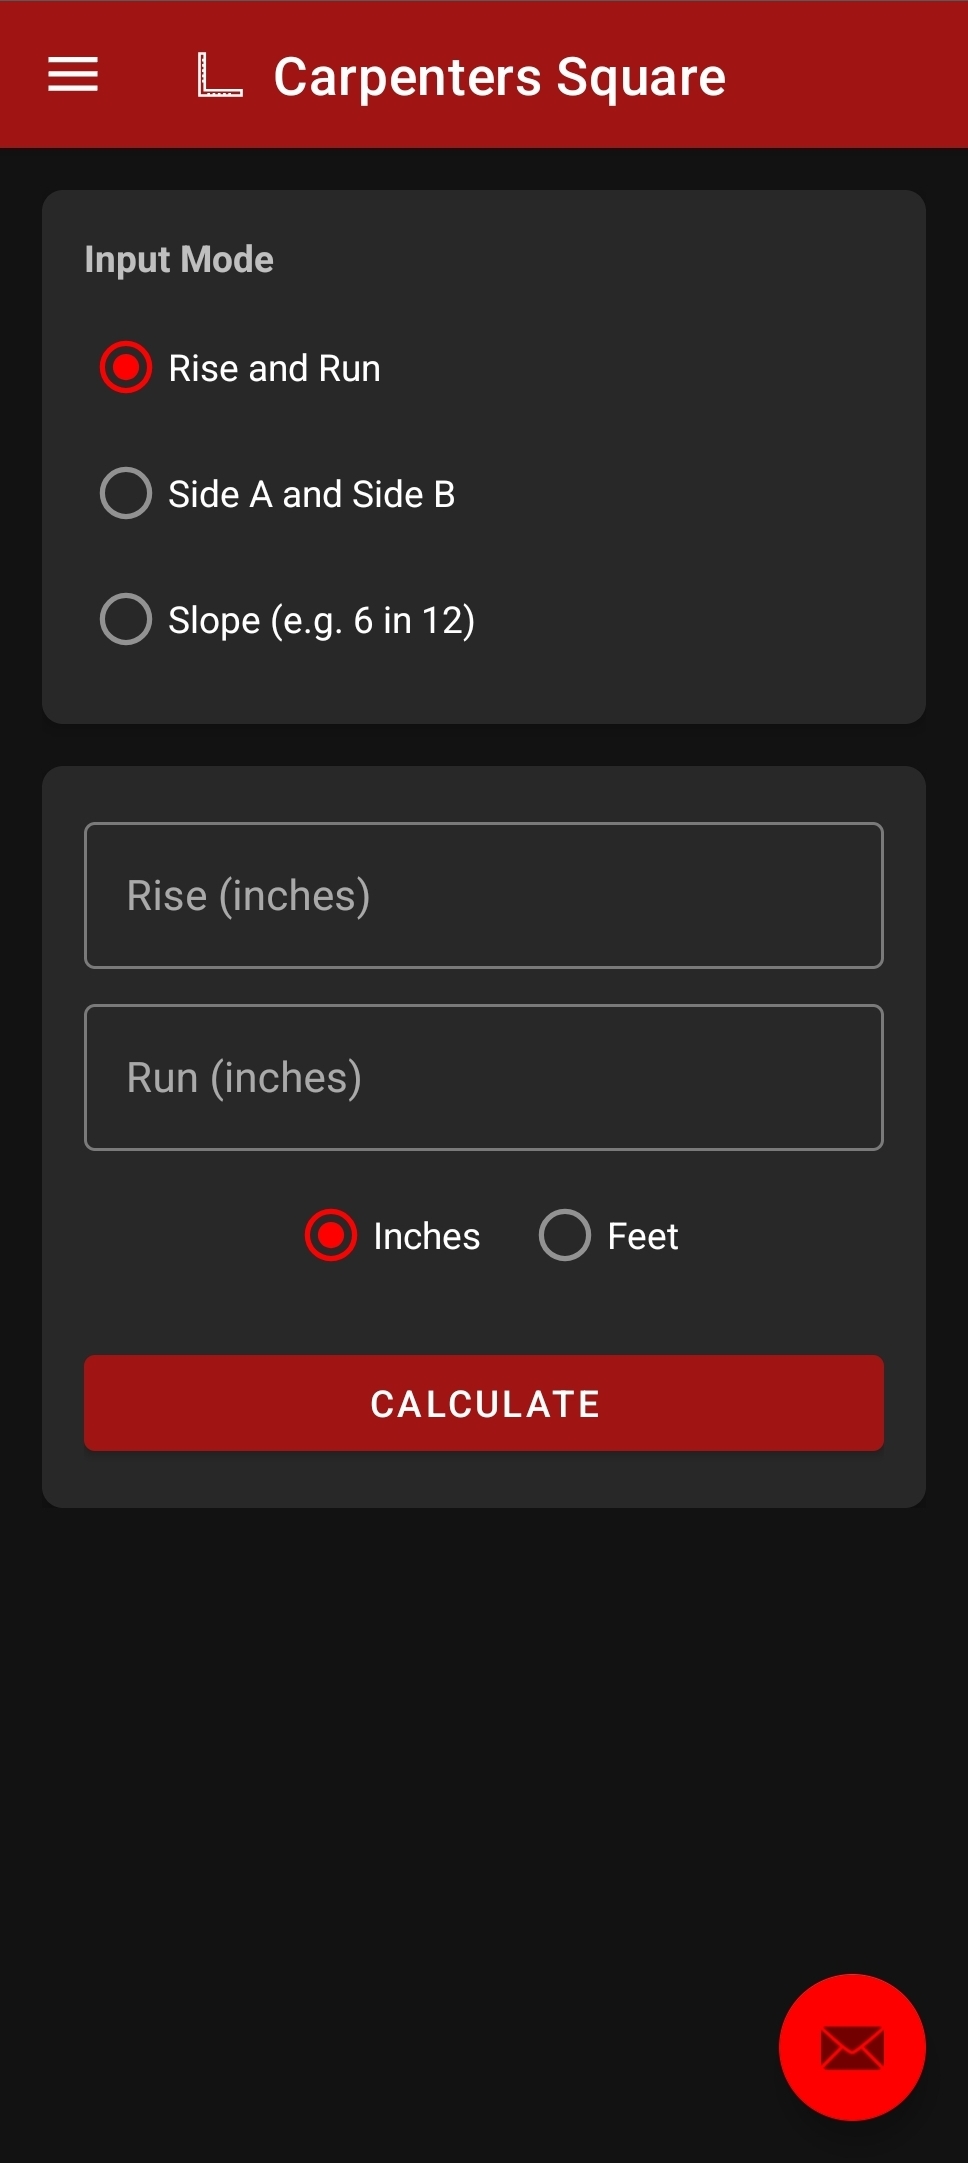 Carpenters Square
Input Mode
Rise and Run
Side A and Side B
Slope (e.g. 6 in 12)
Rise (inches)
Run (inches)
Inches Feet
CALCULATE